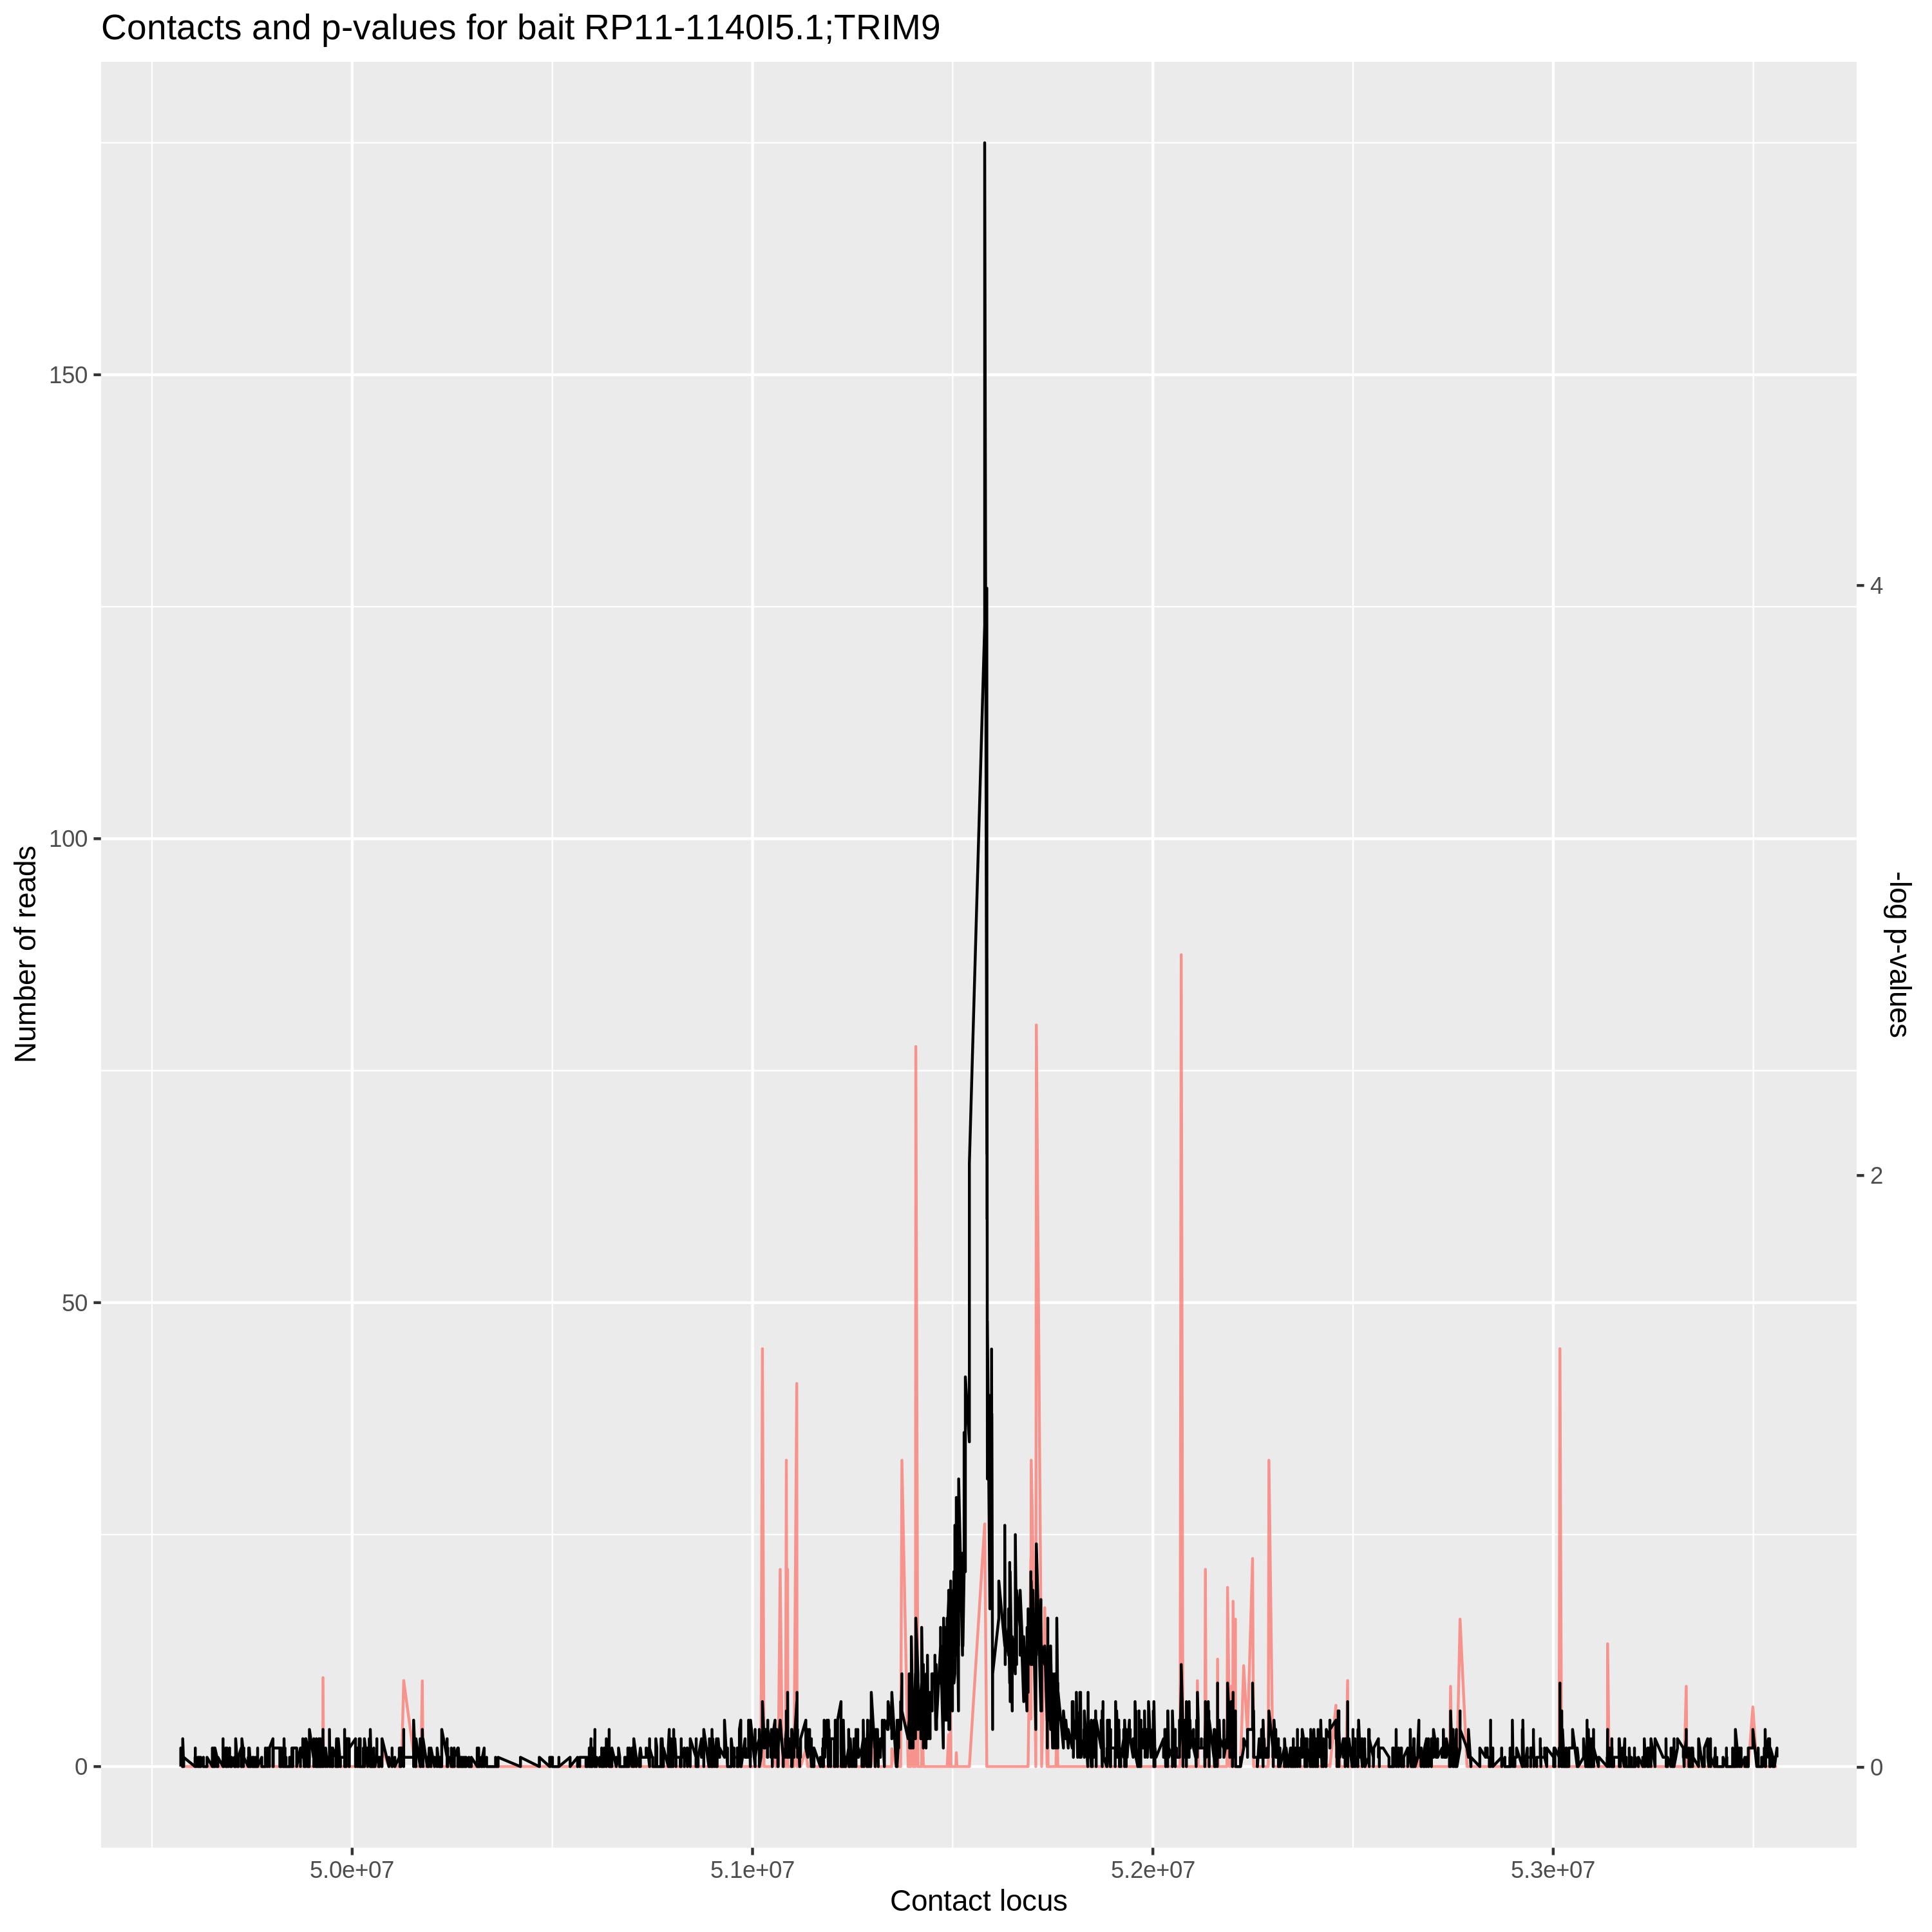 Contacts and p-values for bait RP11-1140I5.1;TRIM9
Number of reads
150
100
50
0
4
2
0
-log p-values
5.0e+07
5.1e+07
5.2e+07
5.3e+07
Contact locus